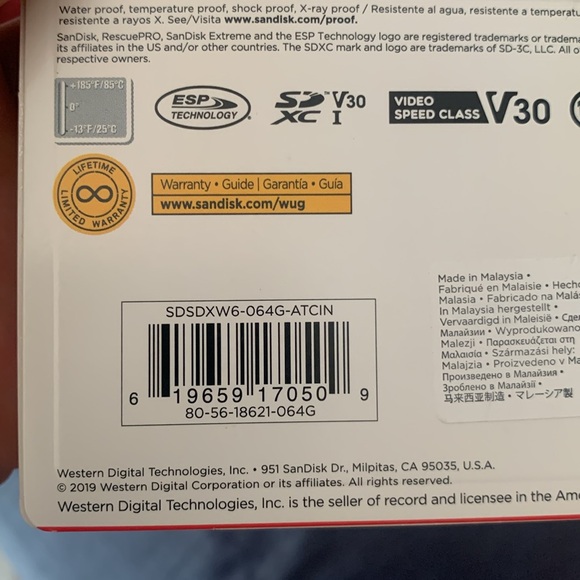 Water proof, temperature proof, shock proof, X-ray proof / Resistente al agua, resistente a
resistente a rayos X. See/Visita www.sandisk.com/proof.
SanDisk, RescuePRO, SanDisk Extreme and the ESP Technology logo are registered trademarks or
its affiliates in the US and/or other countries. The SDXC mark and logo are trademarks of SD-3C, LLC. All
respective owners.
+185°F/85°C
0°
-13°F/25°C
ESP
TECHNOLOGY
SD
XC I
™ V30
VIDEO
SPEED CLASS V30
LIFETIME
LIMITED WARRANTY
Warranty • Guide | Garantía • Guía
www.sandisk.com/wug
SDSDXW6-064G-ATCIN
6 19659 17050 9
80-56-18621-064G
Made in Malaysia •
Fabriqué en Malaisie •
Malasia • Fabricado na
In Malaysia hergestellt •
Vervaardigd in Maleisië •
Малайзии •
Malezji • Παρασκευάζεται στη
Μαλαισία • Származási hely:
Malajzia • Proizvedeno v
Произведено в Малайзия •
Зроблено в Малайзії •
马来西亚制造 • マレーシア製
Western Digital Technologies, Inc. • 951 SanDisk Dr., Milpitas, CA 95035, U.S.A.
© 2019 Western Digital Corporation or its affiliates. All rights reserved.
Western Digital Technologies, Inc. is the seller of record and licensee in the